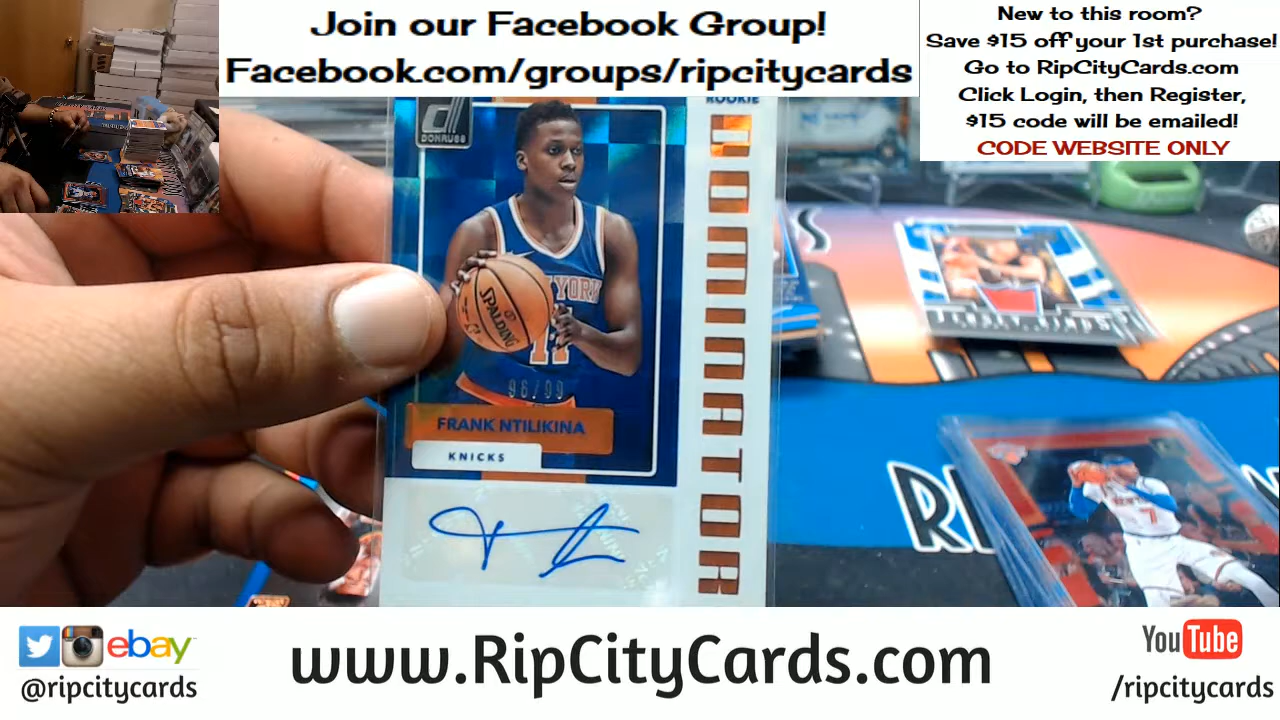 Join our Facebook Group!
Facebook.com/groups/ripcitycards
New to this room?
Save $15 off your 1st purchase!
Go to RipCityCards.com
Click Login, then Register,
$15 code will be emailed!
CODE WEBSITE ONLY
DONRUSS
ROOKIE
DOMINATOR
SPALDING
YORK
11
96/99
FRANK NTILIKINA
KNICKS
7
ebay
@ripcitycards
www.RipCityCards.com
YouTube
/ripcitycards